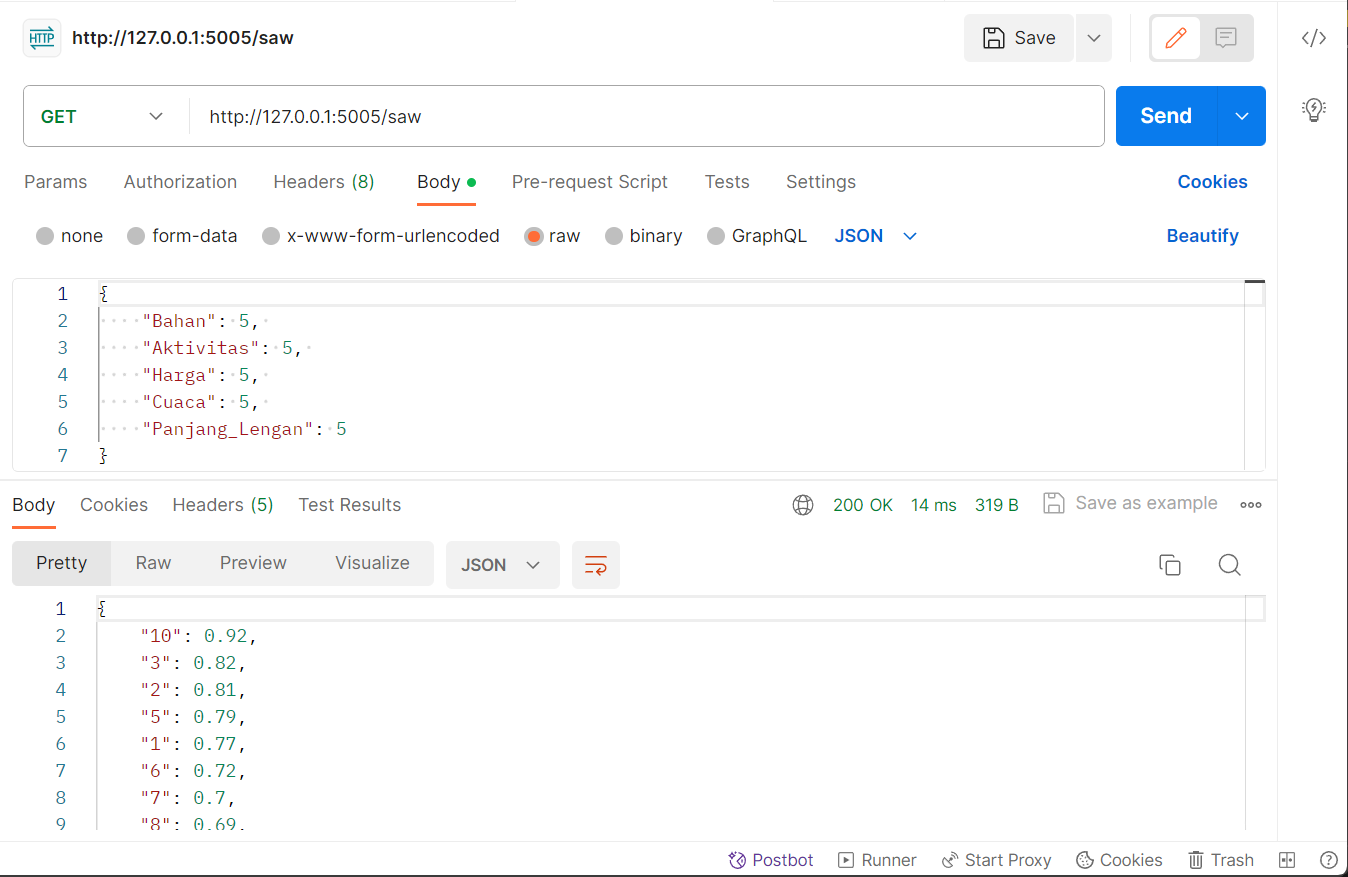 HTTP http://127.0.0.1:5005/saw Save
GET http://127.0.0.1:5005/saw Send
Params Authorization Headers (8) Body Pre-request Script Tests Settings Cookies
none form-data x-www-form-urlencoded raw binary GraphQL JSON Beautify
1 {
2 "Bahan": 5,
3 "Aktivitas": 5,
4 "Harga": 5,
5 "Cuaca": 5,
6 "Panjang_Lengan": 5
7 }
Body Cookies Headers (5) Test Results 200 OK 14 ms 319 B Save as example
Pretty Raw Preview Visualize JSON
1 {
2 "10": 0.92,
3 "3": 0.82,
4 "2": 0.81,
5 "5": 0.79,
6 "1": 0.77,
7 "6": 0.72,
8 "7": 0.7,
9 "8": 0.69,
Postbot Runner Start Proxy Cookies Trash